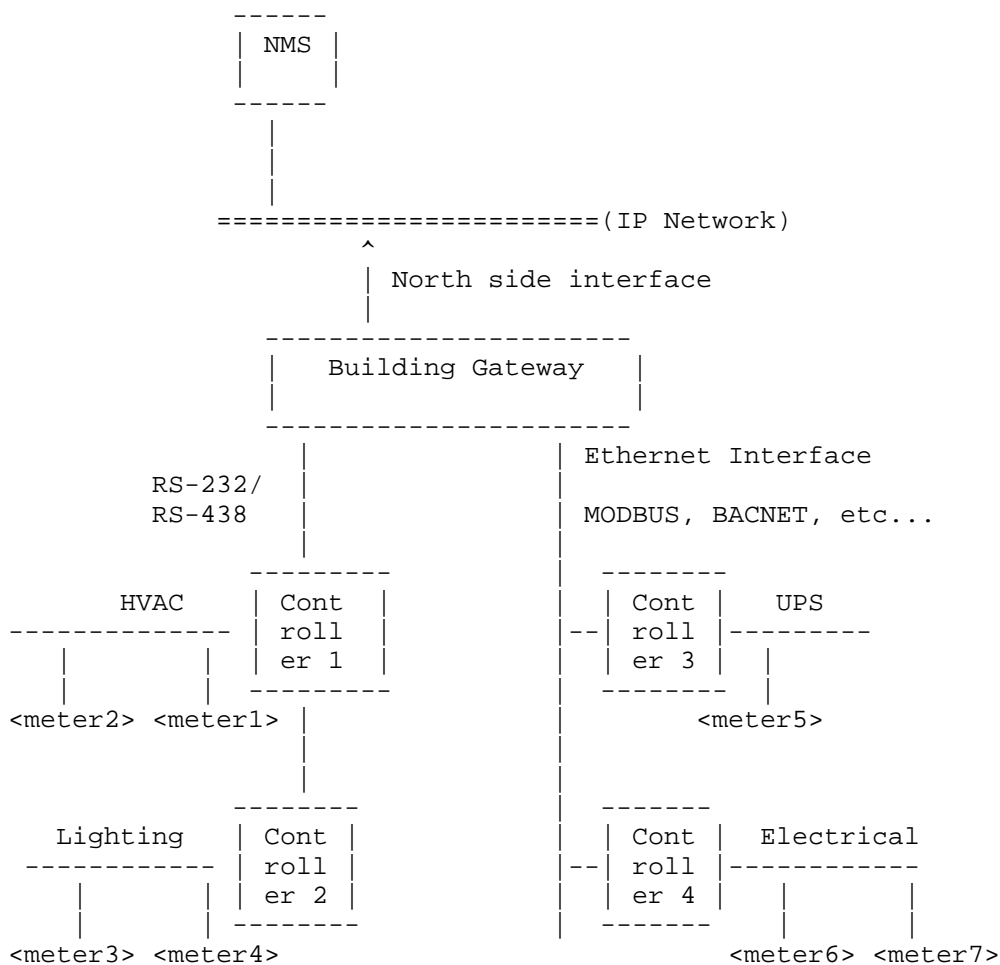 NMS
(IP Network)
North side interface
Building Gateway
Ethernet Interface
RS-232/
RS-438
MODBUS, BACNET, etc...
HVAC
Cont
roll
er 1
Cont
roll
er 3
UPS
<meter2> <meter1>
<meter5>
Lighting
Cont
roll
er 2
Cont
roll
er 4
Electrical
<meter3> <meter4>
<meter6> <meter7>